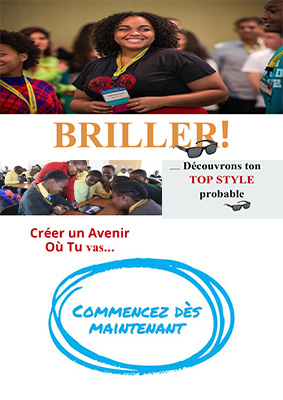 BRILLER!
Découvrons ton
TOP STYLE
probable
Créer un Avenir
Où Tu vas...
COMMENCEZ DÈS
MAINTENANT